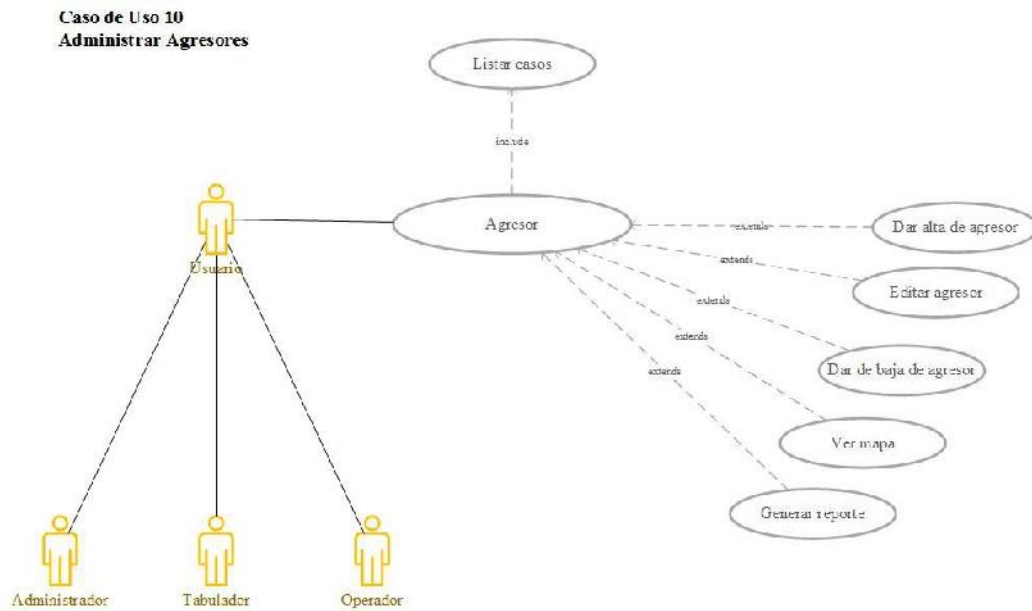 Caso de Uso 10
Administrar Agresores
Listar casos
include
Agresor
Usuario
extends
Dar alta de agresor
extends
Editar agresor
extends
Dar de baja de agresor
extends
Ver mapa
extends
Generar reporte
Administrador
Tabulador
Operador